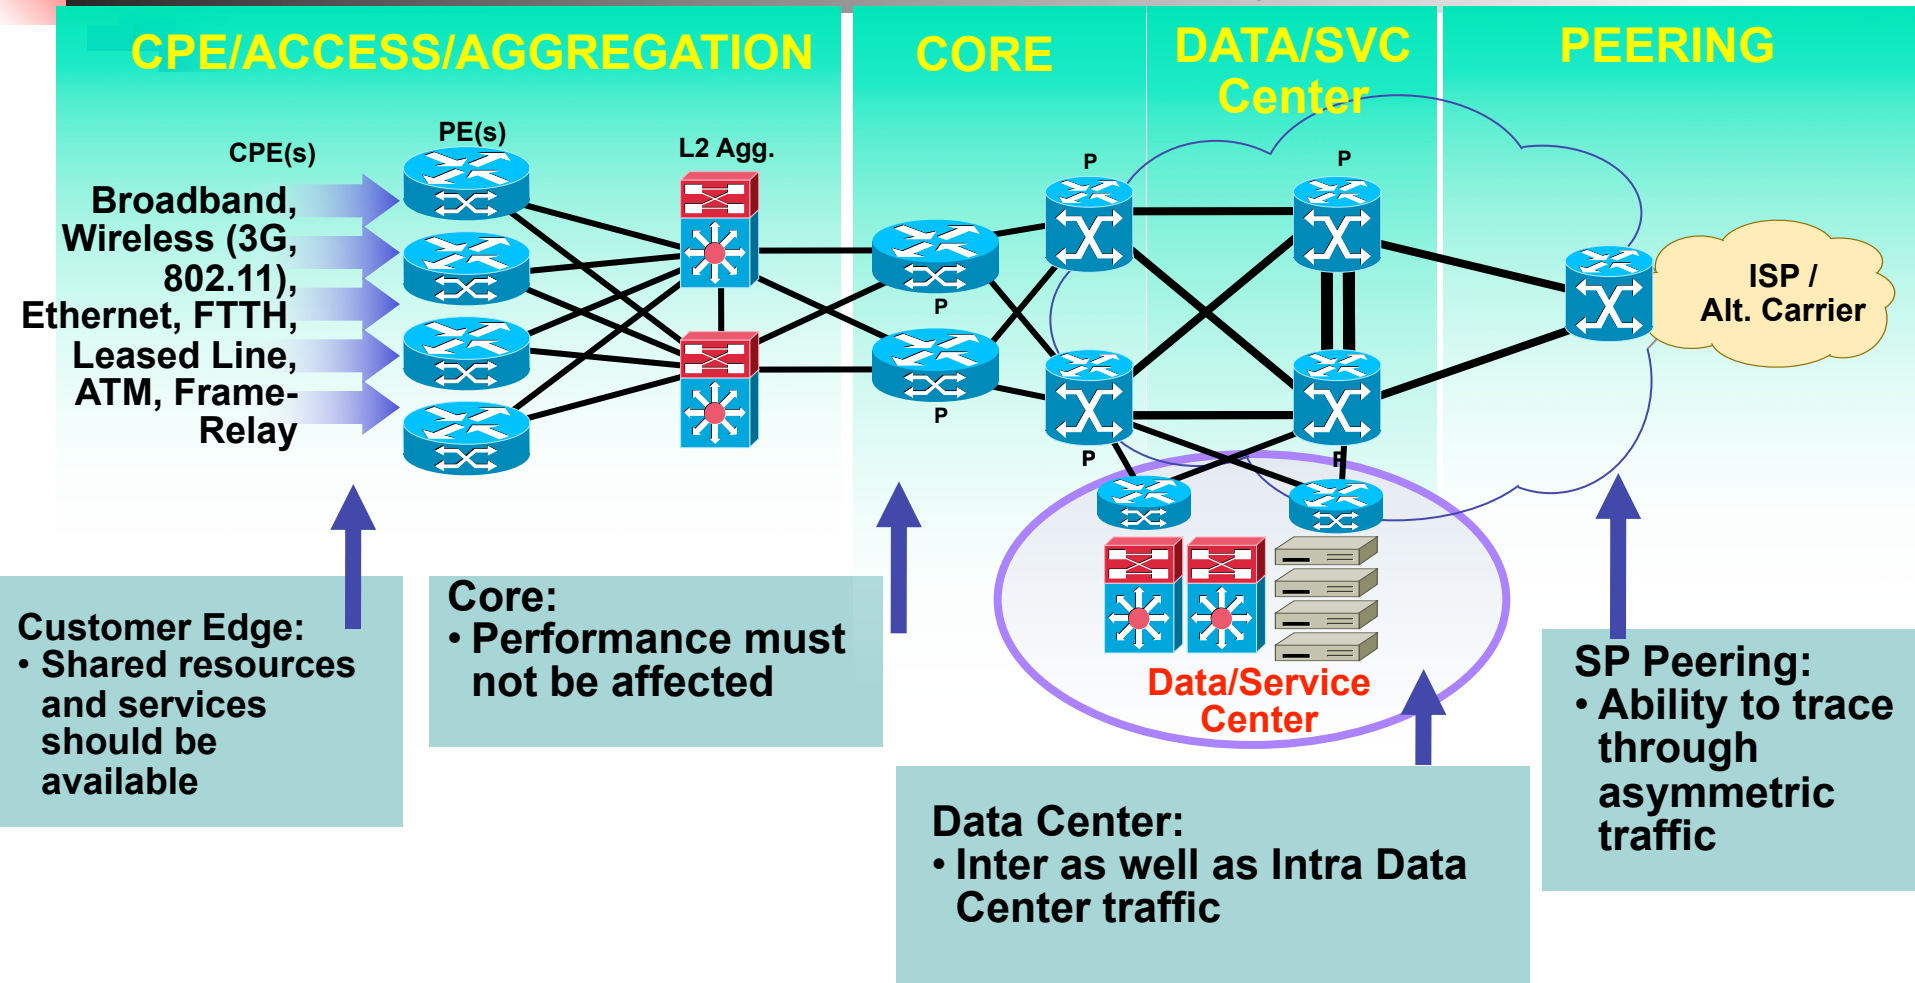 CPE/ACCESS/AGGREGATION
CORE
DATA/SVC
Center
PEERING
CPE(s)
PE(s)
L2 Agg.
Broadband,
Wireless (3G,
802.11),
Ethernet, FTTH,
Leased Line,
ATM, Frame-
Relay
P
P
P
P
P
P
ISP /
Alt. Carrier
Data/Service
Center
Customer Edge:
• Shared resources
and services
should be
available
Core:
• Performance must
not be affected
Data Center:
• Inter as well as Intra Data
Center traffic
SP Peering:
• Ability to trace
through
asymmetric
traffic